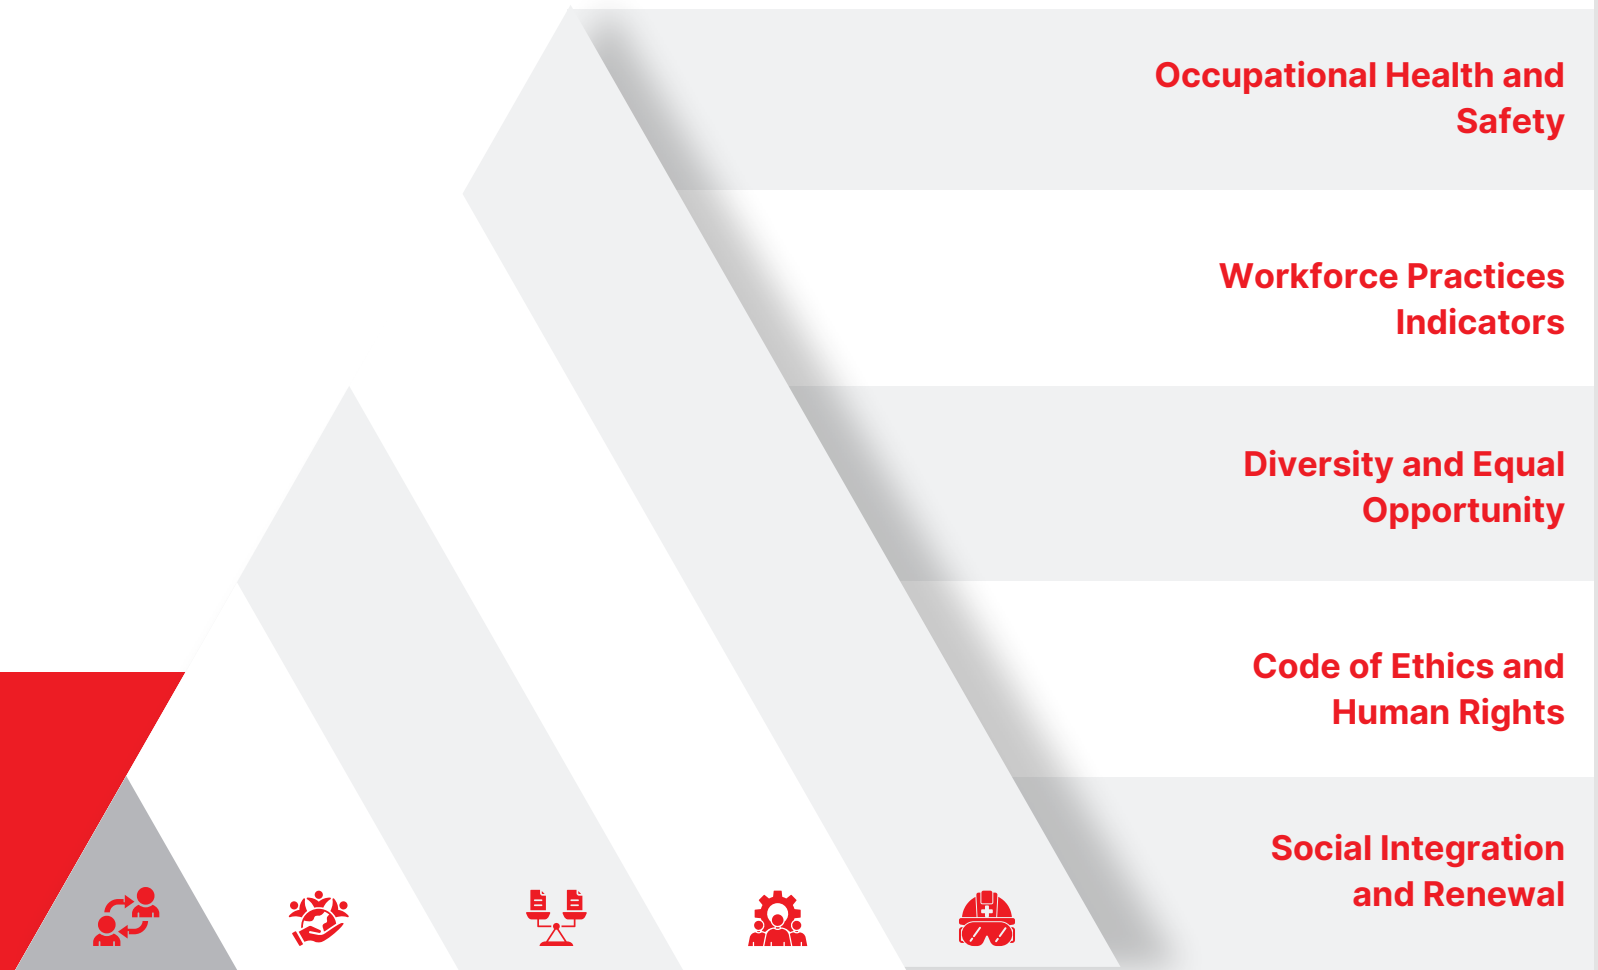 Occupational Health and
Safety
Workforce Practices
Indicators
Diversity and Equal
Opportunity
Code of Ethics and
Human Rights
Social Integration
and Renewal